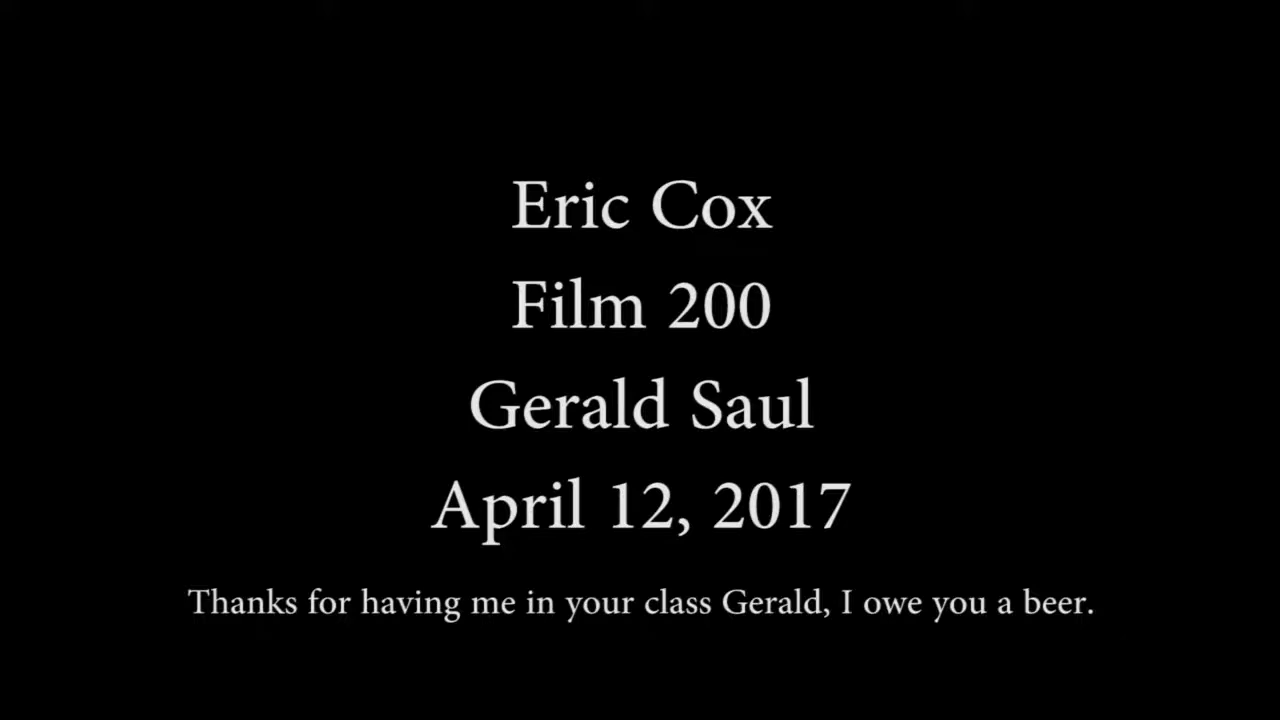 Eric Cox
Film 200
Gerald Saul
April 12, 2017
Thanks for having me in your class Gerald, I owe you a beer.